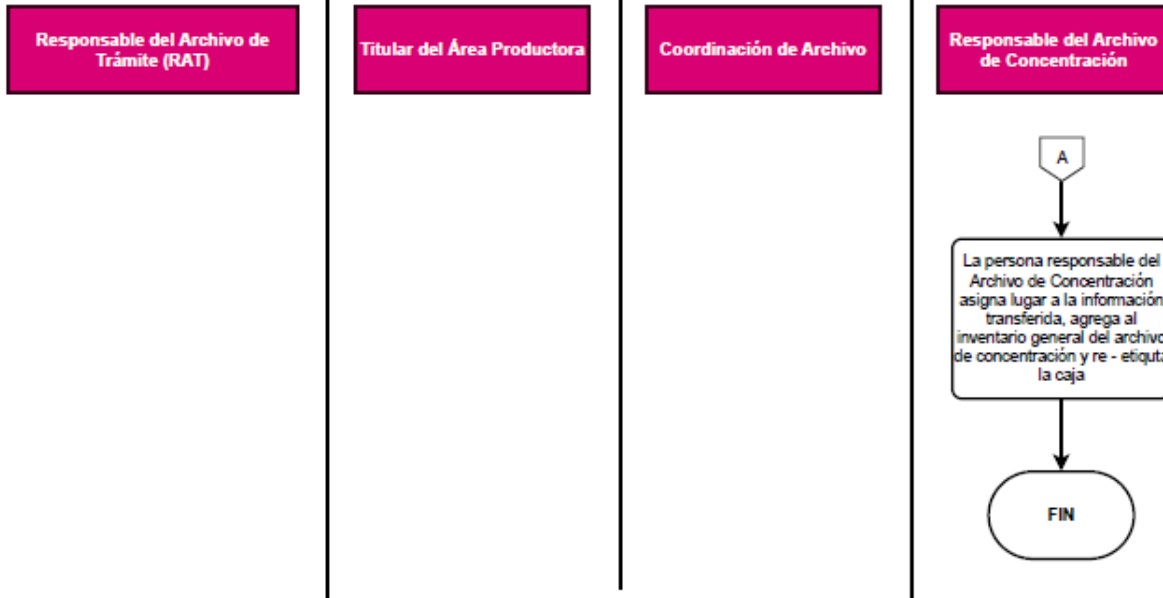 Responsable del Archivo de
Trámite (RAT)
Titular del Área Productora
Coordinación de Archivo
Responsable del Archivo
de Concentración
A
La persona responsable del
Archivo de Concentración
asigna lugar a la información
transferida, agrega al
inventario general del archivo
de concentración y re - etiquta
la caja
FIN